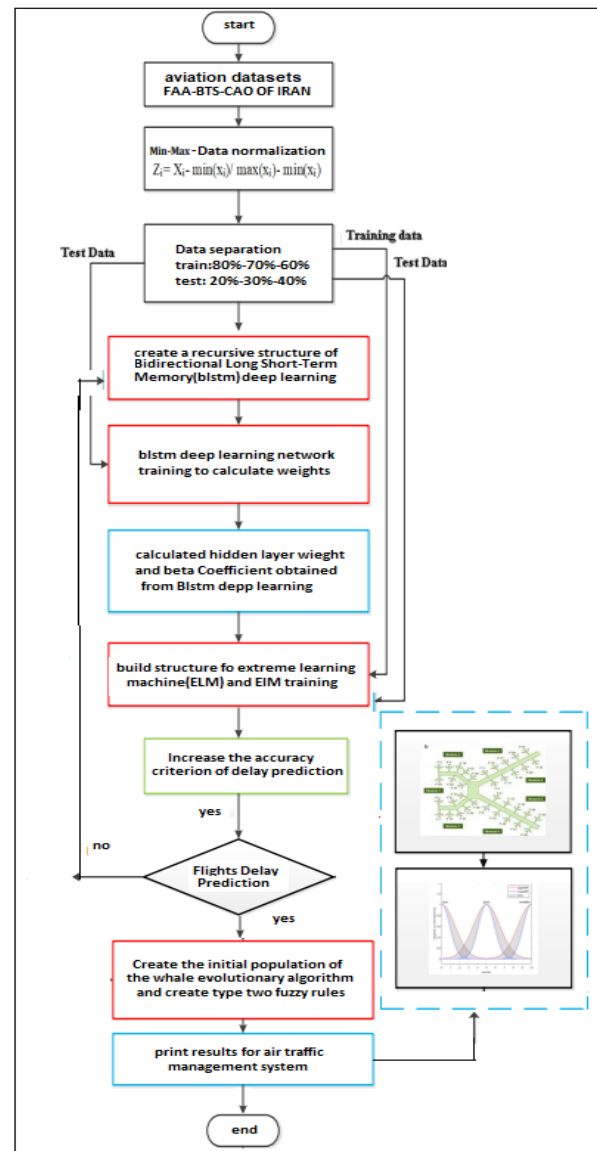 start
aviation datasets
FAA-BTS-CAO OF IRAN
Min-Max-Data normalization
Zi= Xi- min(xi)/ max(xi)- min(xi)
Training data
Test Data
Data separation
train:80%-70%-60%
test: 20%-30%-40%
Test Data
create a recursive structure of
Bidirectional Long Short-Term
Memory(blstm) deep learning
blstm deep learning network
training to calculate weights
calculated hidden layer wieght
and beta Coefficient obtained
from Blstm depp learning
build structure fo extreme learning
machine(ELM) and EIM training
Increase the accuracy
criterion of delay prediction
yes
no
Flights Delay
Prediction
yes
Create the initial population of
the whale evolutionary algorithm
and create type two fuzzy rules
print results for air traffic
management system
end